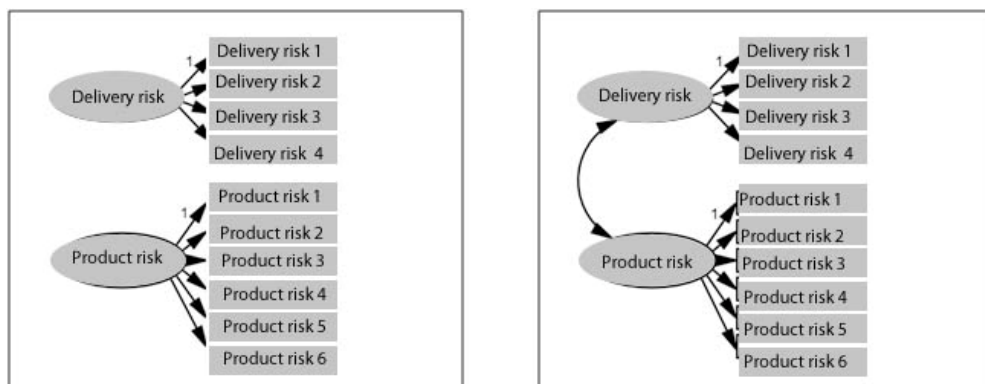 Delivery risk
1
Delivery risk 1
Delivery risk 2
Delivery risk 3
Delivery risk 4
Product risk
1
Product risk 1
Product risk 2
Product risk 3
Product risk 4
Product risk 5
Product risk 6
Delivery risk
1
Delivery risk 1
Delivery risk 2
Delivery risk 3
Delivery risk 4
Product risk
1
Product risk 1
Product risk 2
Product risk 3
Product risk 4
Product risk 5
Product risk 6